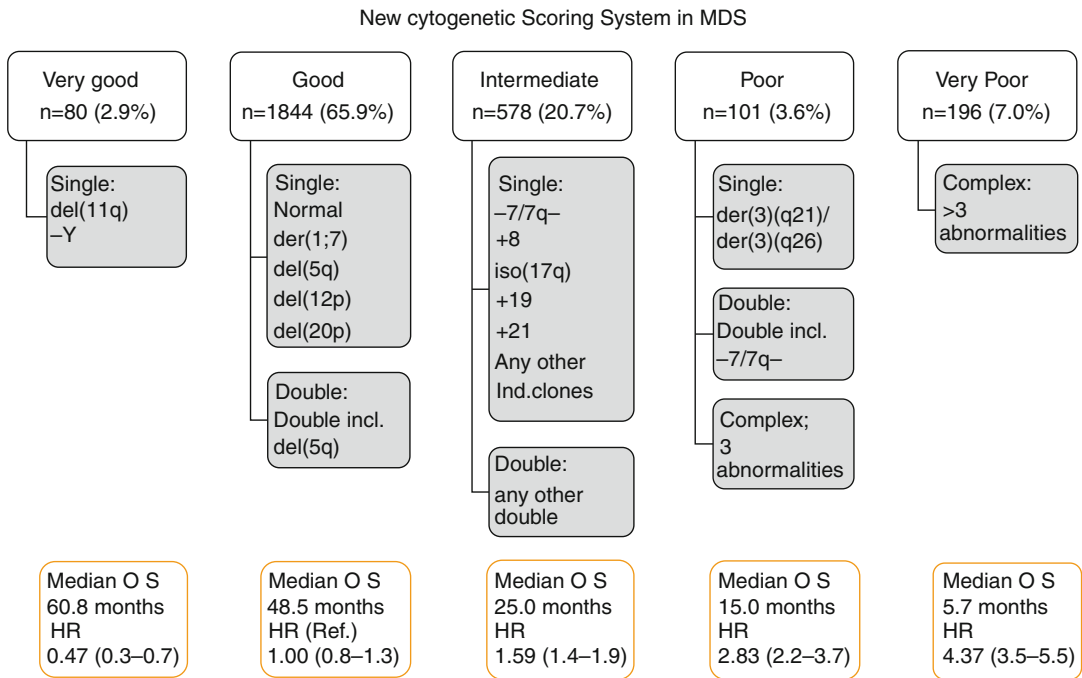 New cytogenetic Scoring System in MDS
Very good
n=80 (2.9%)
Single:
del(11q)
–Y
Good
n=1844 (65.9%)
Single:
Normal
der(1;7)
del(5q)
del(12p)
del(20p)
Double:
Double incl.
del(5q)
Intermediate
n=578 (20.7%)
Single:
–7/7q–
+8
iso(17q)
+19
+21
Any other
Ind.clones
Double:
any other
double
Poor
n=101 (3.6%)
Single:
der(3)(q21)/
der(3)(q26)
Double:
Double incl.
–7/7q–
Complex;
3
abnormalities
Very Poor
n=196 (7.0%)
Complex:
>3
abnormalities
Median O S
60.8 months
HR
0.47 (0.3–0.7)
Median O S
48.5 months
HR (Ref.)
1.00 (0.8–1.3)
Median O S
25.0 months
HR
1.59 (1.4–1.9)
Median O S
15.0 months
HR
2.83 (2.2–3.7)
Median O S
5.7 months
HR
4.37 (3.5–5.5)